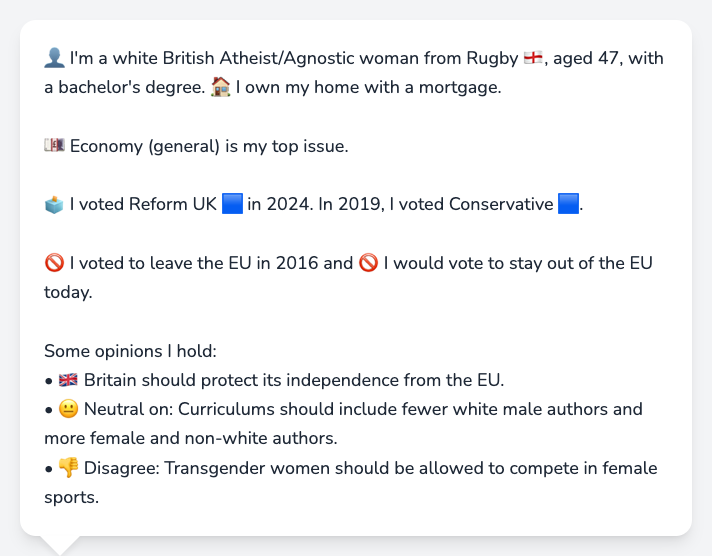 👤 I'm a white British Atheist/Agnostic woman from Rugby 🏴󠁧󠁢󠁥󠁮󠁧󠁿, aged 47, with
a bachelor's degree. 🏠 I own my home with a mortgage.
💷 Economy (general) is my top issue.
🗳️ I voted Reform UK 🟦 in 2024. In 2019, I voted Conservative 🟦.
🚫 I voted to leave the EU in 2016 and 🚫 I would vote to stay out of the EU
today.
Some opinions I hold:
• 🇬🇧 Britain should protect its independence from the EU.
• 😐 Neutral on: Curriculums should include fewer white male authors and
more female and non-white authors.
• 👎 Disagree: Transgender women should be allowed to compete in female
sports.